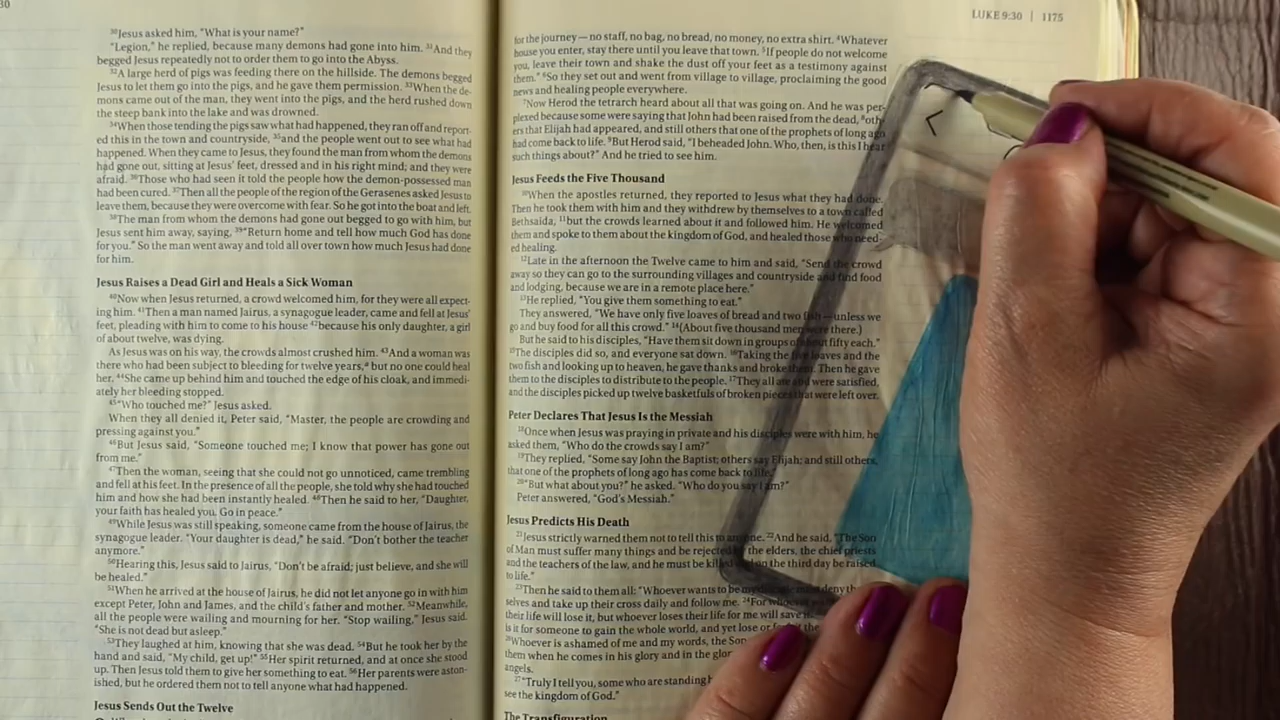 30
³⁰Jesus asked him, “What is your name?”
“Legion,” he replied, because many demons had gone into him. ³¹And they
begged Jesus repeatedly not to order them to go into the Abyss.
³²A large herd of pigs was feeding there on the hillside. The demons begged
Jesus to let them go into the pigs, and he gave them permission. ³³When the de-
mons came out of the man, they went into the pigs, and the herd rushed down
the steep bank into the lake and was drowned.
³⁴When those tending the pigs saw what had happened, they ran off and report-
ed this in the town and countryside, ³⁵and the people went out to see what had
happened. When they came to Jesus, they found the man from whom the demons
had gone out, sitting at Jesus’ feet, dressed and in his right mind; and they were
afraid. ³⁶Those who had seen it told the people how the demon-possessed man
had been cured. ³⁷Then all the people of the region of the Gerasenes asked Jesus to
leave them, because they were overcome with fear. So he got into the boat and left.
³⁸The man from whom the demons had gone out begged to go with him, but
Jesus sent him away, saying, ³⁹“Return home and tell how much God has done
for you.” So the man went away and told all over town how much Jesus had done
for him.
Jesus Raises a Dead Girl and Heals a Sick Woman
⁴⁰Now when Jesus returned, a crowd welcomed him, for they were all expect-
ing him. ⁴¹Then a man named Jairus, a synagogue leader, came and fell at Jesus’
feet, pleading with him to come to his house ⁴²because his only daughter, a girl
of about twelve, was dying.
As Jesus was on his way, the crowds almost crushed him. ⁴³And a woman was
there who had been subject to bleeding for twelve years,ᵃ but no one could heal
her. ⁴⁴She came up behind him and touched the edge of his cloak, and immedi-
ately her bleeding stopped.
⁴⁵“Who touched me?” Jesus asked.
When they all denied it, Peter said, “Master, the people are crowding and
pressing against you.”
⁴⁶But Jesus said, “Someone touched me; I know that power has gone out
from me.”
⁴⁷Then the woman, seeing that she could not go unnoticed, came trembling
and fell at his feet. In the presence of all the people, she told why she had touched
him and how she had been instantly healed. ⁴⁸Then he said to her, “Daughter,
your faith has healed you. Go in peace.”
⁴⁹While Jesus was still speaking, someone came from the house of Jairus, the
synagogue leader. “Your daughter is dead,” he said. “Don’t bother the teacher
anymore.”
⁵⁰Hearing this, Jesus said to Jairus, “Don’t be afraid; just believe, and she will
be healed.”
⁵¹When he arrived at the house of Jairus, he did not let anyone go in with him
except Peter, John and James, and the child’s father and mother. ⁵²Meanwhile,
all the people were wailing and mourning for her. “Stop wailing,” Jesus said.
“She is not dead but asleep.”
⁵³They laughed at him, knowing that she was dead. ⁵⁴But he took her by the
hand and said, “My child, get up!” ⁵⁵Her spirit returned, and at once she stood
up. Then Jesus told them to give her something to eat. ⁵⁶Her parents were aston-
ished, but he ordered them not to tell anyone what had happened.
Jesus Sends Out the Twelve
LUKE 9:30 | 1175
for the journey — no staff, no bag, no bread, no money, no extra shirt. ⁴Whatever
house you enter, stay there until you leave that town. ⁵If people do not welcome
you, leave their town and shake the dust off your feet as a testimony against
them.” ⁶So they set out and went from village to village, proclaiming the good
news and healing people everywhere.
⁷Now Herod the tetrarch heard about all that was going on. And he was per-
plexed because some were saying that John had been raised from the dead, ⁸oth-
ers that Elijah had appeared, and still others that one of the prophets of long ago
had come back to life. ⁹But Herod said, “I beheaded John. Who, then, is this I hear
such things about?” And he tried to see him.
Jesus Feeds the Five Thousand
¹⁰When the apostles returned, they reported to Jesus what they had done.
Then he took them with him and they withdrew by themselves to a town called
Bethsaida, ¹¹but the crowds learned about it and followed him. He welcomed
them and spoke to them about the kingdom of God, and healed those who need-
ed healing.
¹²Late in the afternoon the Twelve came to him and said, “Send the crowd
away so they can go to the surrounding villages and countryside and find food
and lodging, because we are in a remote place here.”
¹³He replied, “You give them something to eat.”
They answered, “We have only five loaves of bread and two fish — unless we
go and buy food for all this crowd.” ¹⁴(About five thousand men were there.)
But he said to his disciples, “Have them sit down in groups of about fifty each.”
¹⁵The disciples did so, and everyone sat down. ¹⁶Taking the five loaves and the
two fish and looking up to heaven, he gave thanks and broke them. Then he gave
them to the disciples to distribute to the people. ¹⁷They all ate and were satisfied,
and the disciples picked up twelve basketfuls of broken pieces that were left over.
Peter Declares That Jesus Is the Messiah
¹⁸Once when Jesus was praying in private and his disciples were with him, he
asked them, “Who do the crowds say I am?”
¹⁹They replied, “Some say John the Baptist; others say Elijah; and still others,
that one of the prophets of long ago has come back to life.”
²⁰“But what about you?” he asked. “Who do you say I am?”
Peter answered, “God’s Messiah.”
Jesus Predicts His Death
²¹Jesus strictly warned them not to tell this to anyone. ²²And he said, “The Son
of Man must suffer many things and be rejected by the elders, the chief priests
and the teachers of the law, and he must be killed and on the third day be raised
to life.”
²³Then he said to them all: “Whoever wants to be my disciple must deny them-
selves and take up their cross daily and follow me. ²⁴For whoever wants to save
their life will lose it, but whoever loses their life for me will save it.
is it for someone to gain the whole world, and yet lose or
²⁶Whoever is ashamed of me and my words, the Son
them when he comes in his glory and in the glor
angels.
²⁷“Truly I tell you, some who are standing
see the kingdom of God.”
The Transfiguration